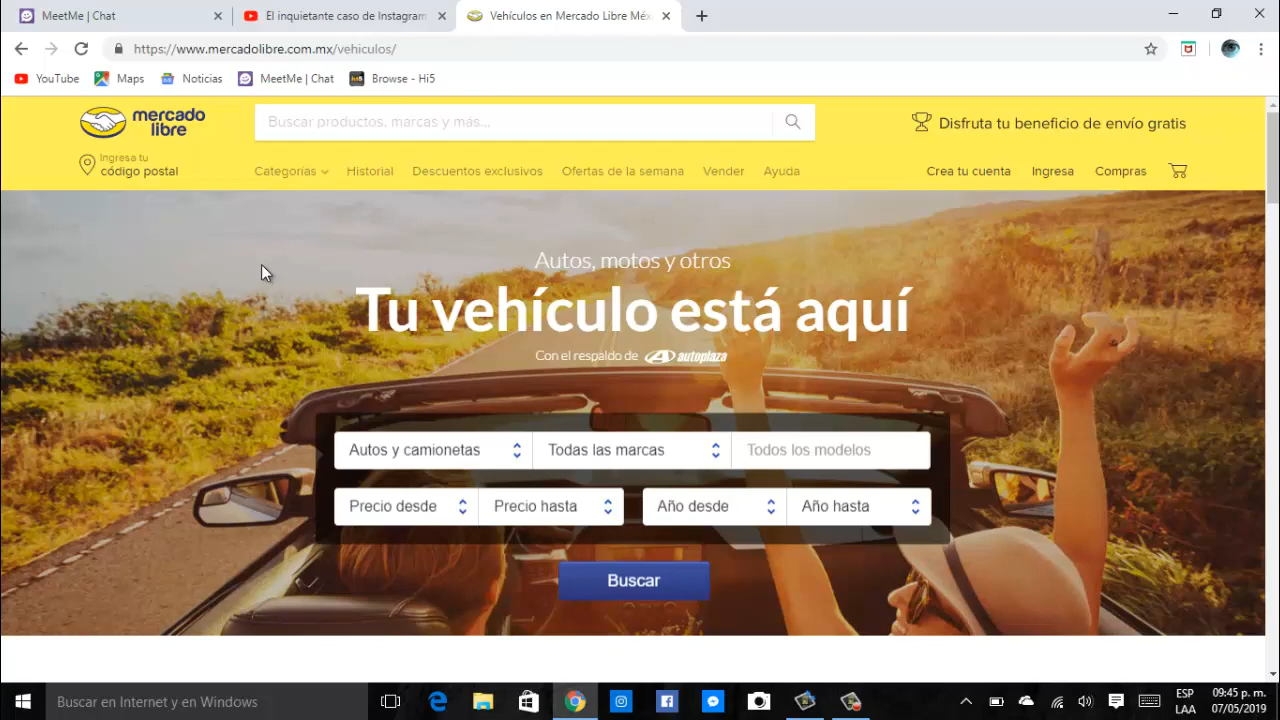 MeetMe | Chat
El inquietante caso de Instagram
Vehículos en Mercado Libre Méx
https://www.mercadolibre.com.mx/vehiculos/
YouTube
Maps
Noticias
MeetMe | Chat
hi5
Browse - Hi5
mercado
libre
Buscar productos, marcas y más...
Disfruta tu beneficio de envío gratis
Ingresa tu
código postal
Categorías
Historial
Descuentos exclusivos
Ofertas de la semana
Vender
Ayuda
Crea tu cuenta
Ingresa
Compras
Autos, motos y otros
Tu vehículo está aquí
Con el respaldo de autoplaza
Autos y camionetas
Todas las marcas
Todos los modelos
Precio desde
Precio hasta
Año desde
Año hasta
Buscar
Buscar en Internet y en Windows
ESP
LAA
09:45 p. m.
07/05/2019